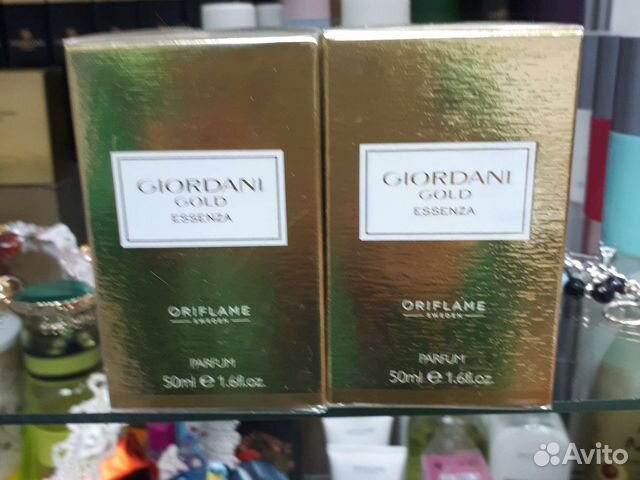 GIORDANI
GOLD
ESSENZA
ORIFLAME
SWEDEN
PARFUM
50ml e 1.6fl.oz.
GIORDANI
GOLD
ESSENZA
ORIFLAME
SWEDEN
PARFUM
50ml e 1.6fl.oz.
Avito